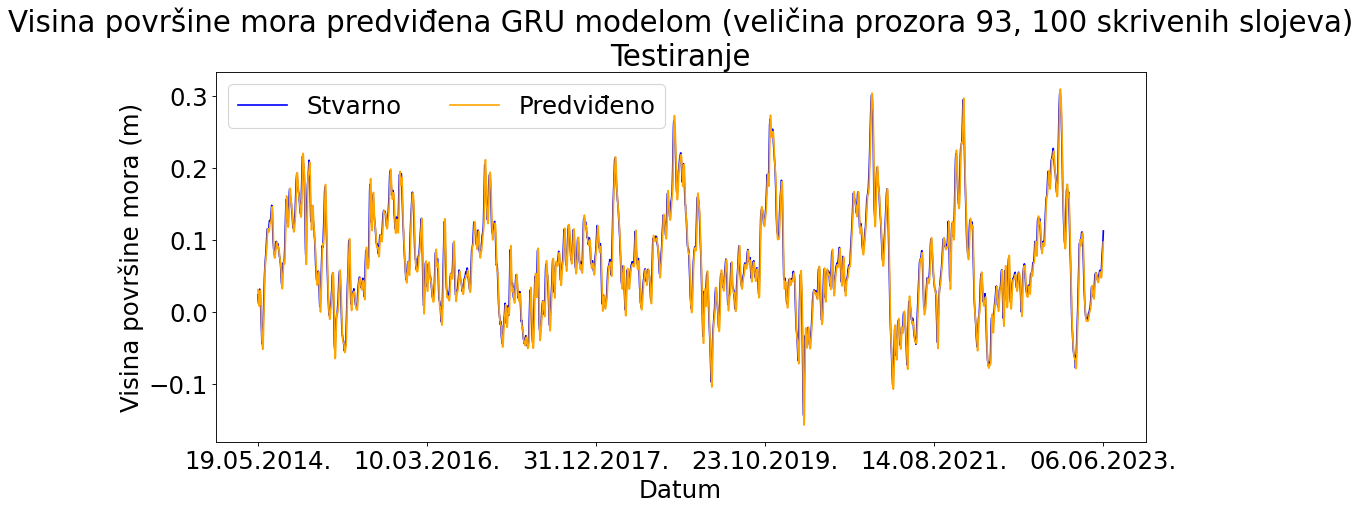 Visina površine mora predviđena GRU modelom (veličina prozora 93, 100 skrivenih slojeva)
Testiranje
Stvarno
Predviđeno
Visina površine mora (m)
0.3
0.2
0.1
0.0
−0.1
19.05.2014.
10.03.2016.
31.12.2017.
23.10.2019.
14.08.2021.
06.06.2023.
Datum